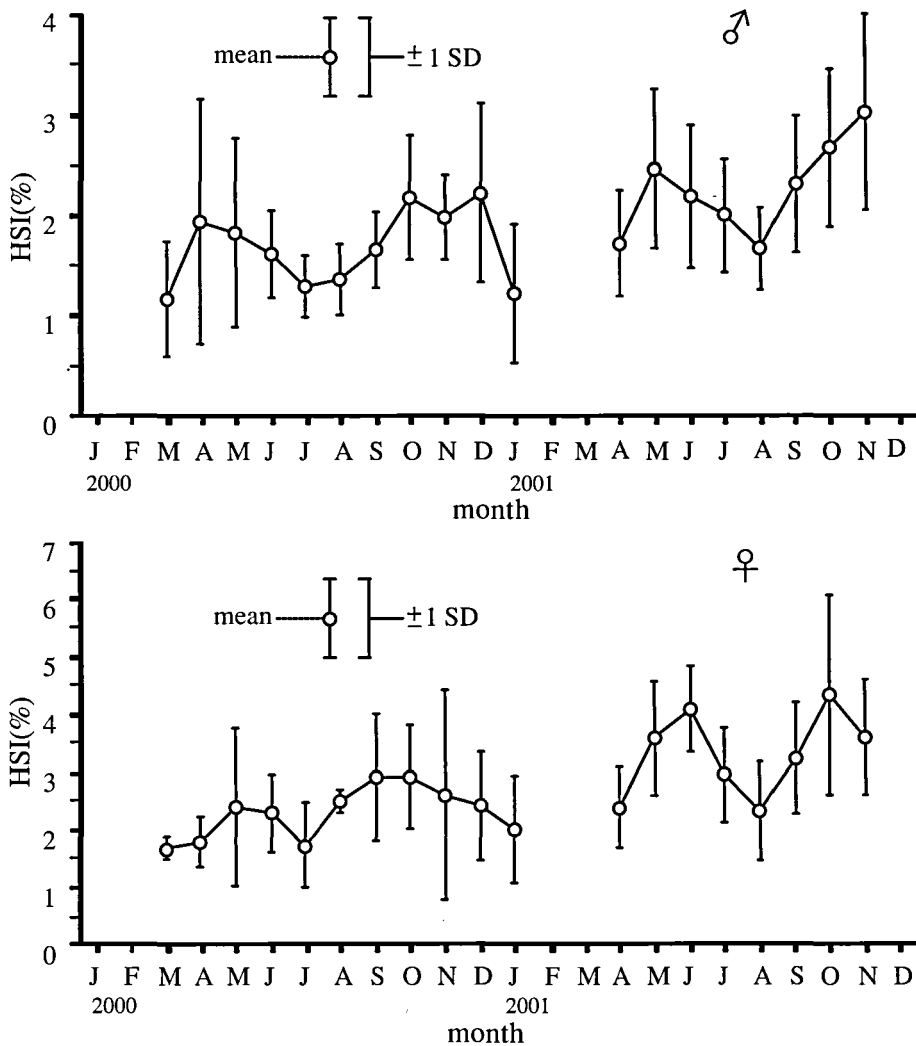 4
3
2
1
0
HSI(%)
mean ± 1 SD
♂
J F M A M J J A S O N D J F M A M J J A S O N D
2000 2001
month
7
6
5
4
3
2
1
0
HSI(%)
mean ± 1 SD
♀
J F M A M J J A S O N D J F M A M J J A S O N D
2000 2001
month